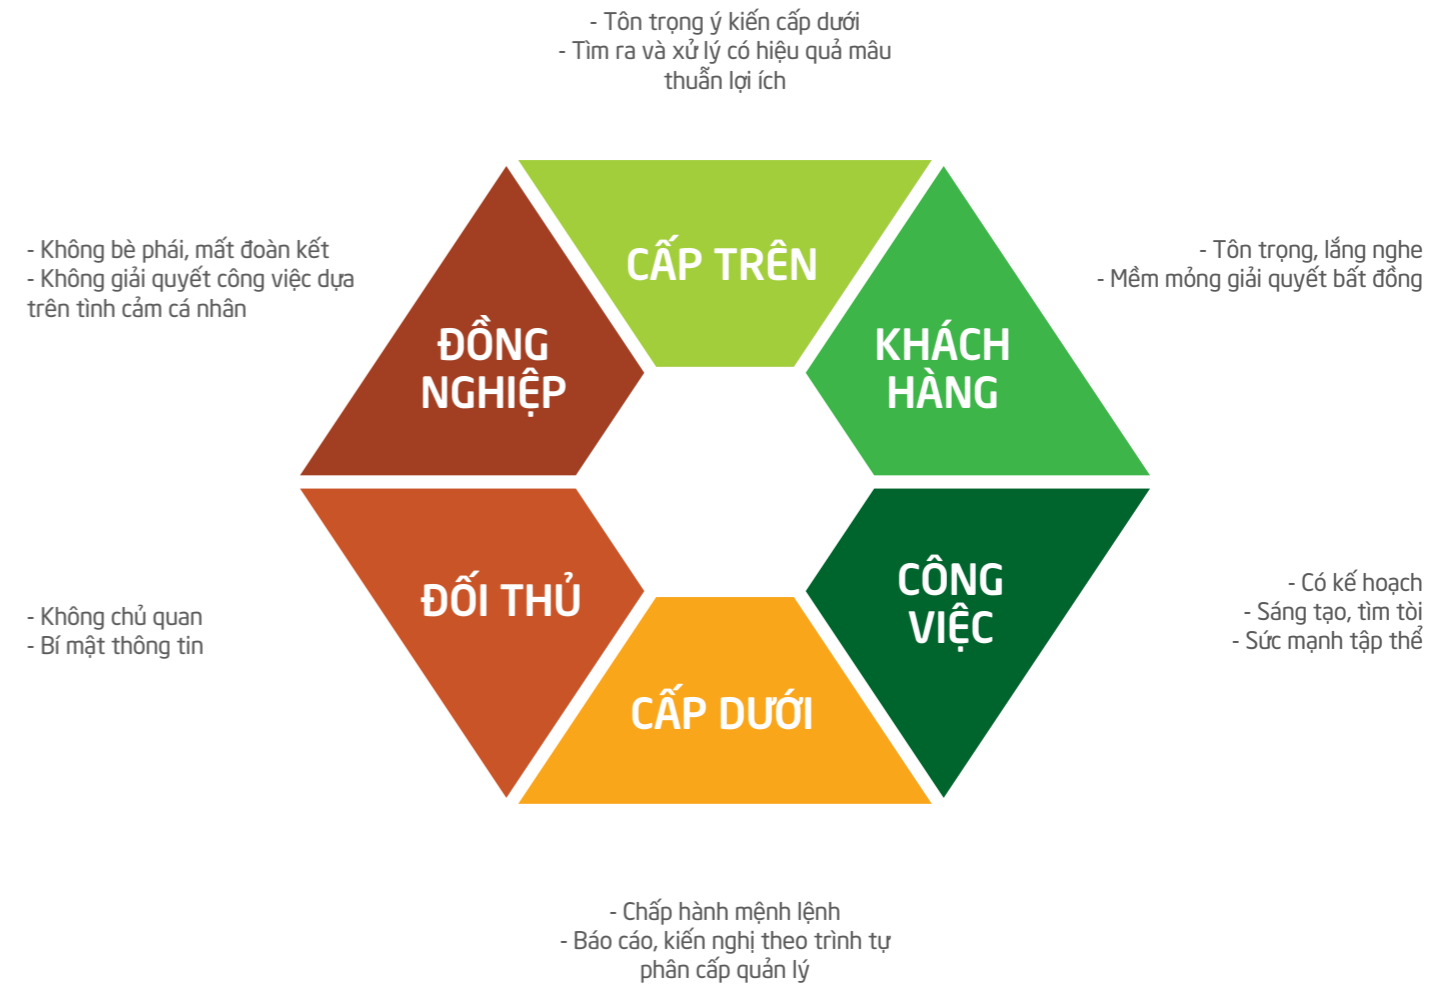 - Tôn trọng ý kiến cấp dưới
- Tìm ra và xử lý có hiệu quả mâu
thuẫn lợi ích
CẤP TRÊN
- Không bè phái, mất đoàn kết
- Không giải quyết công việc dựa
trên tình cảm cá nhân
ĐỒNG
NGHIỆP
- Tôn trọng, lắng nghe
- Mềm mỏng giải quyết bất đồng
KHÁCH
HÀNG
- Không chủ quan
- Bí mật thông tin
ĐỐI THỦ
CÔNG
VIỆC
- Có kế hoạch
- Sáng tạo, tìm tòi
- Sức mạnh tập thể
CẤP DƯỚI
- Chấp hành mệnh lệnh
- Báo cáo, kiến nghị theo trình tự
phân cấp quản lý